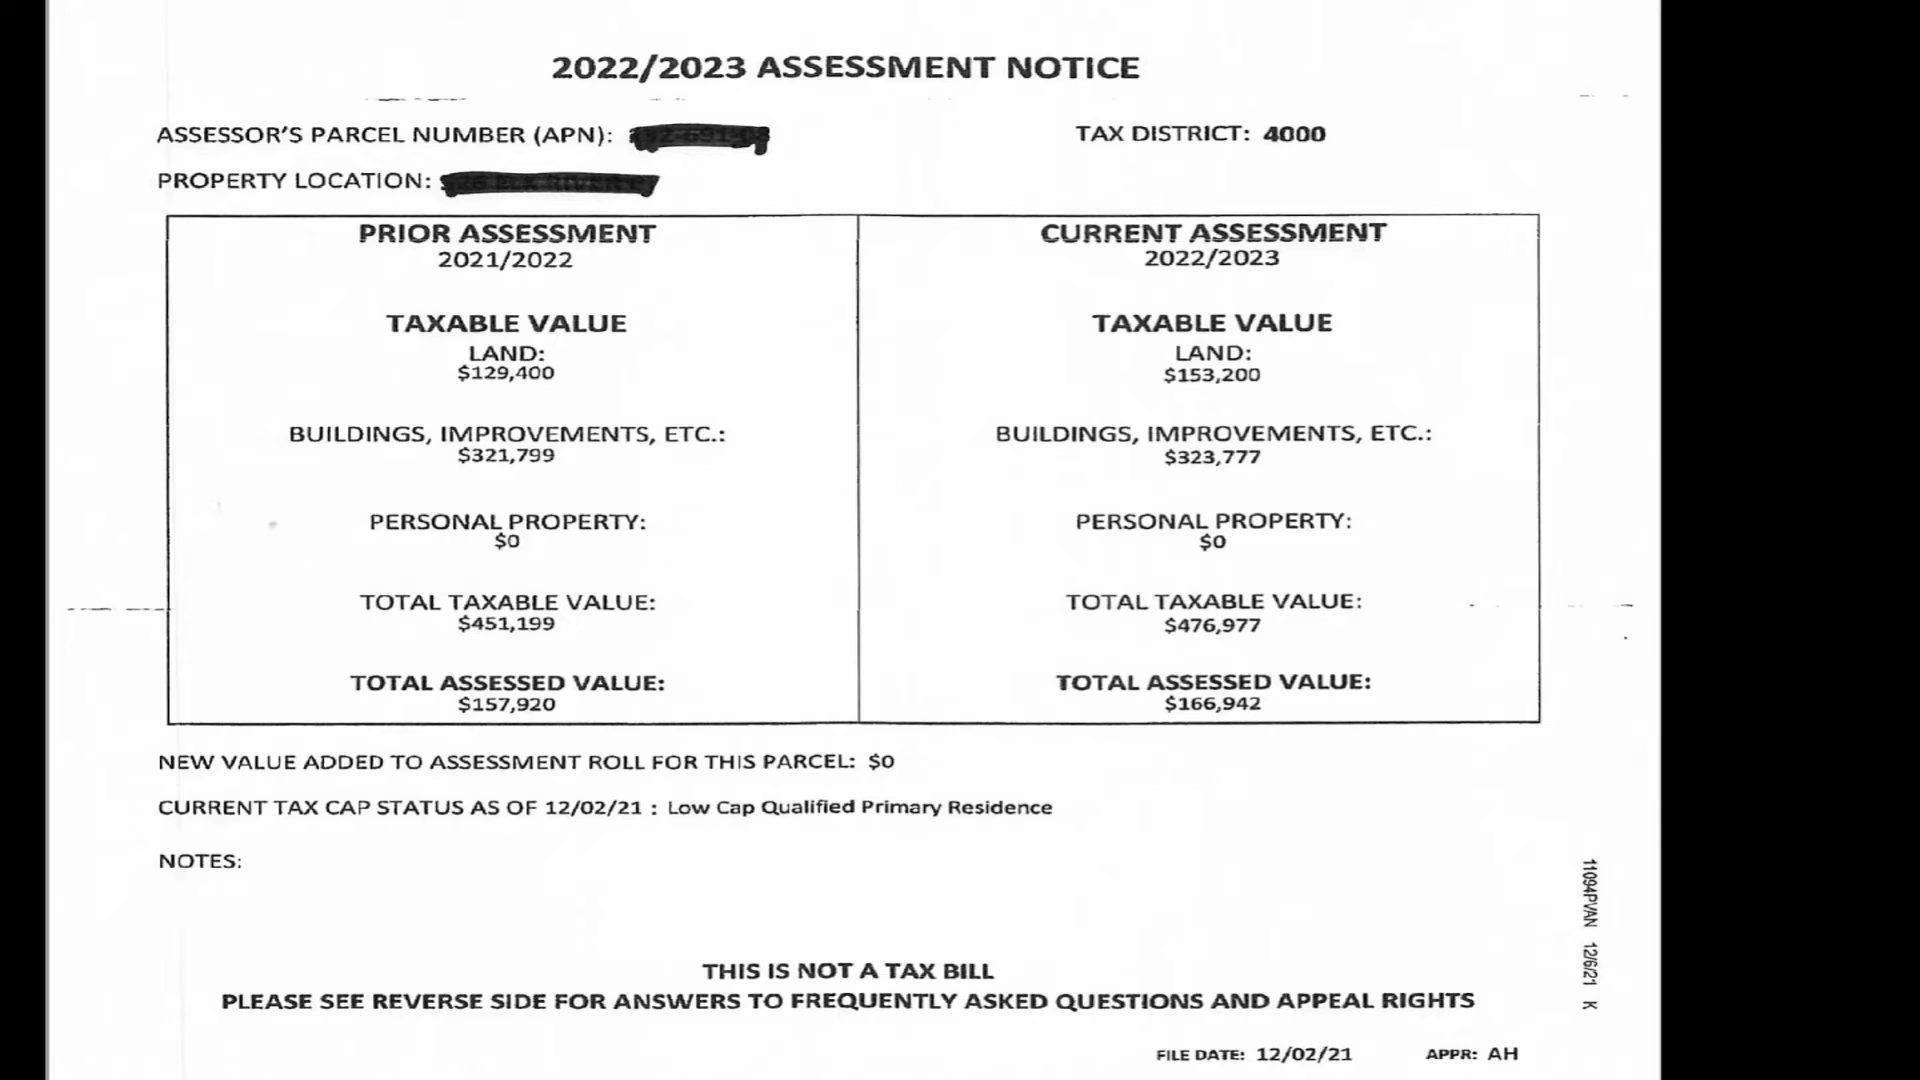 2022/2023 ASSESSMENT NOTICE
ASSESSOR'S PARCEL NUMBER (APN):
TAX DISTRICT: 4000
PROPERTY LOCATION:
PRIOR ASSESSMENT
2021/2022
TAXABLE VALUE
LAND:
$129,400
BUILDINGS, IMPROVEMENTS, ETC.:
$321,799
PERSONAL PROPERTY:
$0
TOTAL TAXABLE VALUE:
$451,199
TOTAL ASSESSED VALUE:
$157,920
CURRENT ASSESSMENT
2022/2023
TAXABLE VALUE
LAND:
$153,200
BUILDINGS, IMPROVEMENTS, ETC.:
$323,777
PERSONAL PROPERTY:
$0
TOTAL TAXABLE VALUE:
$476,977
TOTAL ASSESSED VALUE:
$166,942
NEW VALUE ADDED TO ASSESSMENT ROLL FOR THIS PARCEL: $0
CURRENT TAX CAP STATUS AS OF 12/02/21 : Low Cap Qualified Primary Residence
NOTES:
11094PVAN 12/6/21 K
THIS IS NOT A TAX BILL
PLEASE SEE REVERSE SIDE FOR ANSWERS TO FREQUENTLY ASKED QUESTIONS AND APPEAL RIGHTS
FILE DATE: 12/02/21 APPR: AH